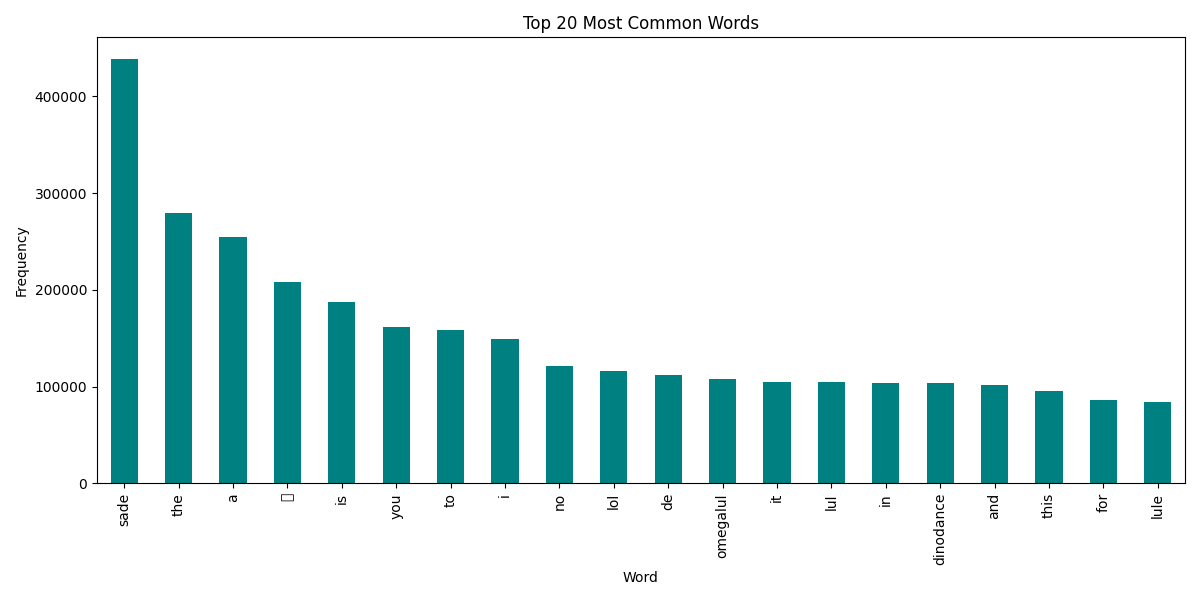 Top 20 Most Common Words
Frequency
400000
300000
200000
100000
0
sade
the
a
is
you
to
i
no
lol
de
omegalul
it
lul
in
dinodance
and
this
for
lule
Word